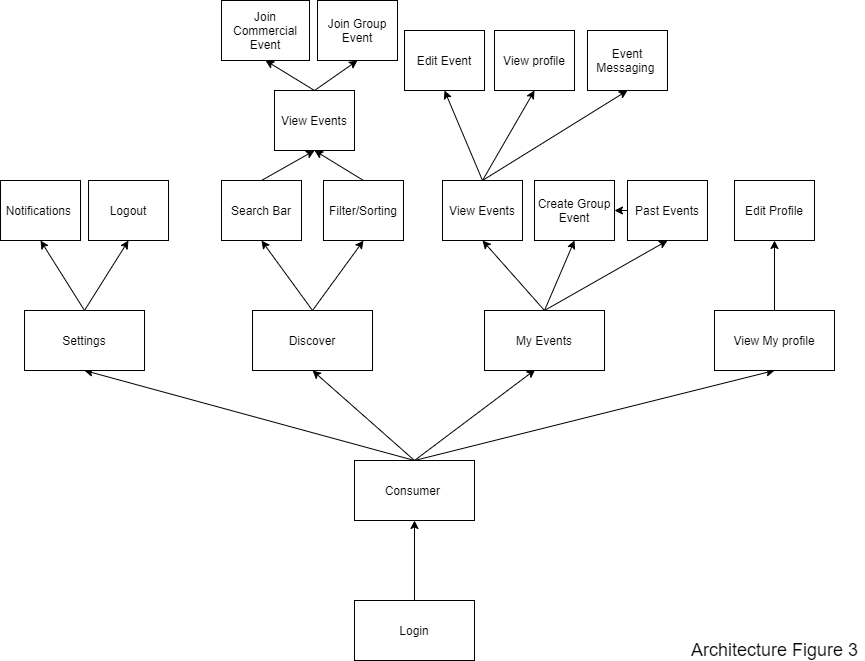 Join
Commercial
Event
Join Group
Event
Edit Event
View profile
Event
Messaging
View Events
Notifications
Logout
Search Bar
Filter/Sorting
View Events
Create Group
Event
Past Events
Edit Profile
Settings
Discover
My Events
View My profile
Consumer
Login
Architecture Figure 3